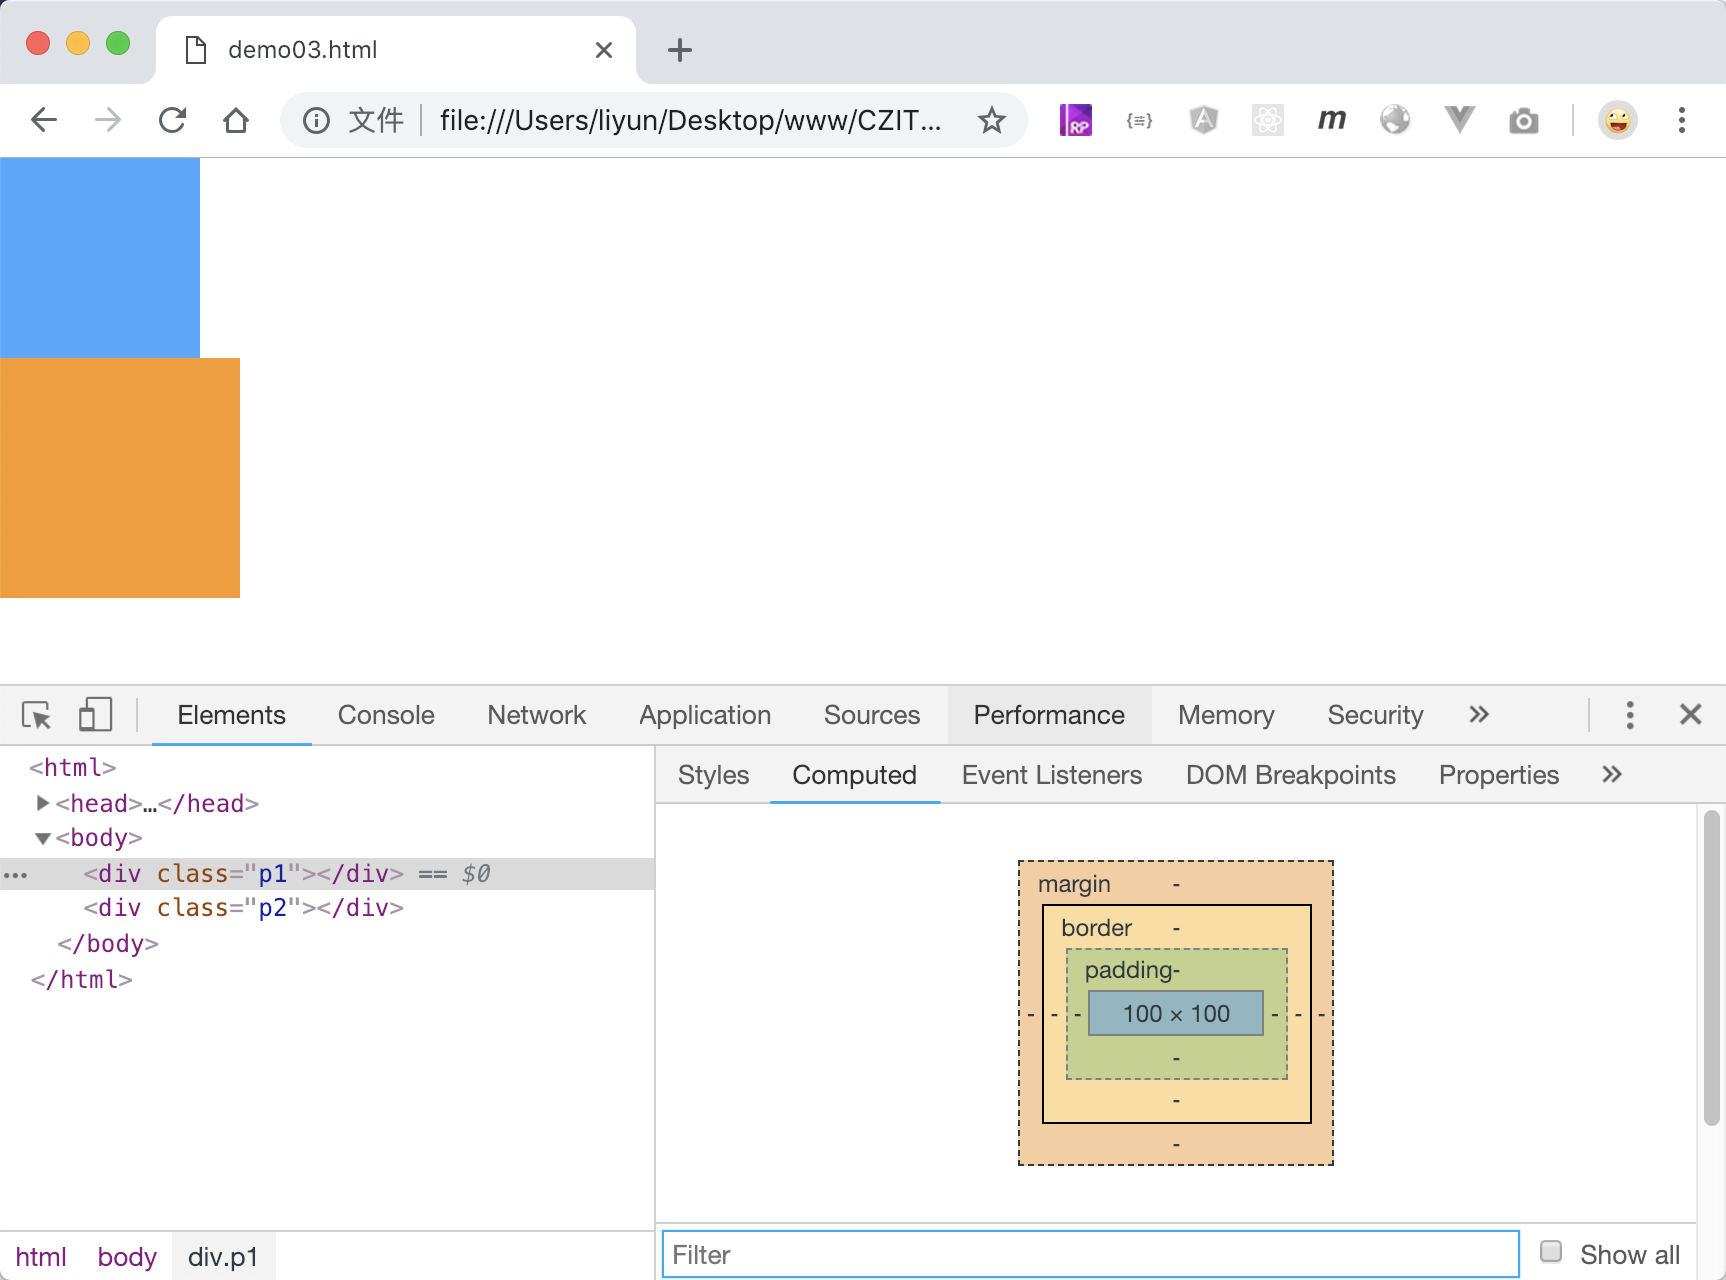 demo03.html
文件 file:///Users/liyun/Desktop/www/CZIT...
RP {≡} A m
Elements Console Network Application Sources Performance Memory Security »
<html>
<head>…</head>
<body>
<div class="p1"></div> == $0
<div class="p2"></div>
</body>
</html>
html body div.p1
Styles Computed Event Listeners DOM Breakpoints Properties »
margin -
border -
padding-
- - - 100 × 100 - - -
-
-
-
Filter Show all